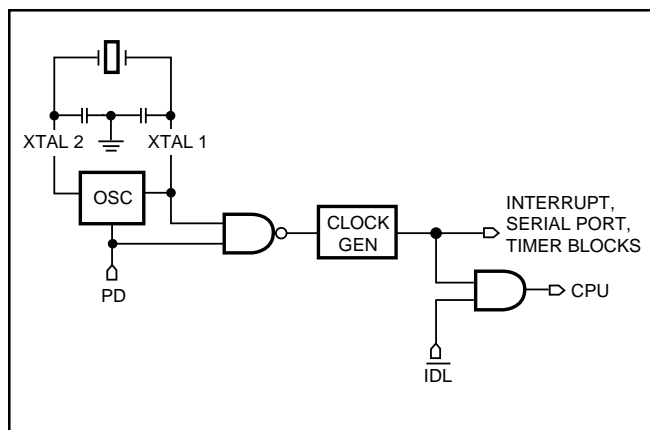 XTAL 2
XTAL 1
OSC
PD
CLOCK
GEN
INTERRUPT,
SERIAL PORT,
TIMER BLOCKS
CPU
IDL